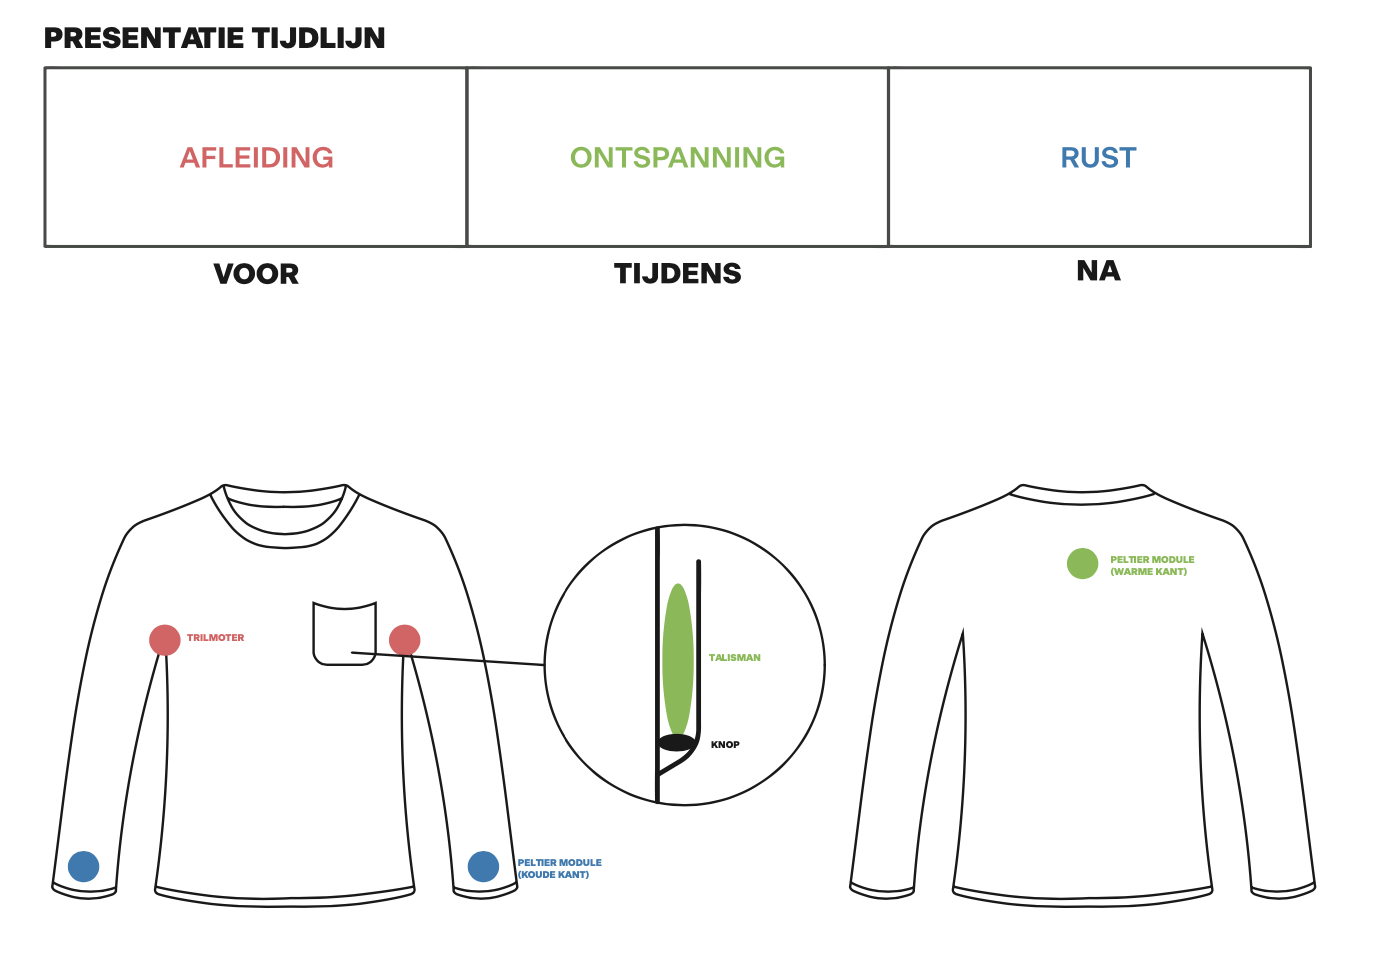 PRESENTATIE TIJDLIJN
AFLEIDING
ONTSPANNING
RUST
VOOR
TIJDENS
NA
PELTIER MODULE
(WARME KANT)
TRILMOTER
TALISMAN
KNOP
PELTIER MODULE
(KOUDE KANT)